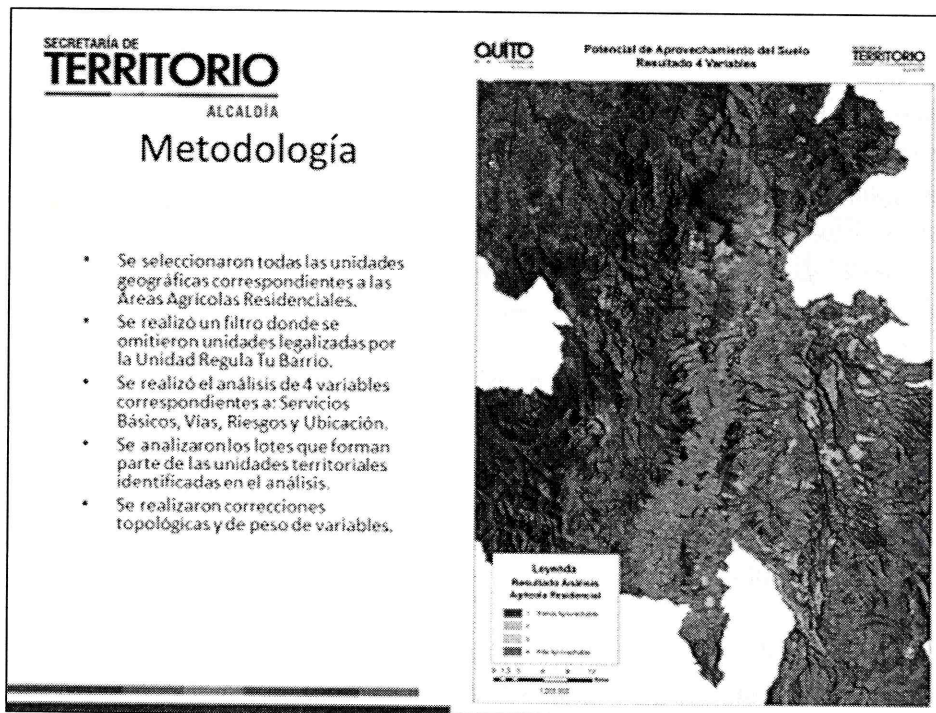 SECRETARÍA DE
TERRITORIO
ALCALDÍA
Metodología
• Se seleccionaron todas las unidades
geográficas correspondientes a las
Áreas Agrícolas Residenciales.
• Se realizó un filtro donde se
omitieron unidades legalizadas por
la Unidad Regula Tu Barrio.
• Se realizó el análisis de 4 variables
correspondientes a: Servicios
Básicos, Vías, Riesgos y Ubicación.
• Se analizaron los lotes que forman
parte de las unidades territoriales
identificadas en el análisis.
• Se realizaron correcciones
topológicas y de peso de variables.
QUITO
Potencial de Aprovechamiento del Suelo
Resultado 4 Variables
TERRITORIO
Leyenda
Resultado Análisis
Agrícola Residencial
1
2
3
4